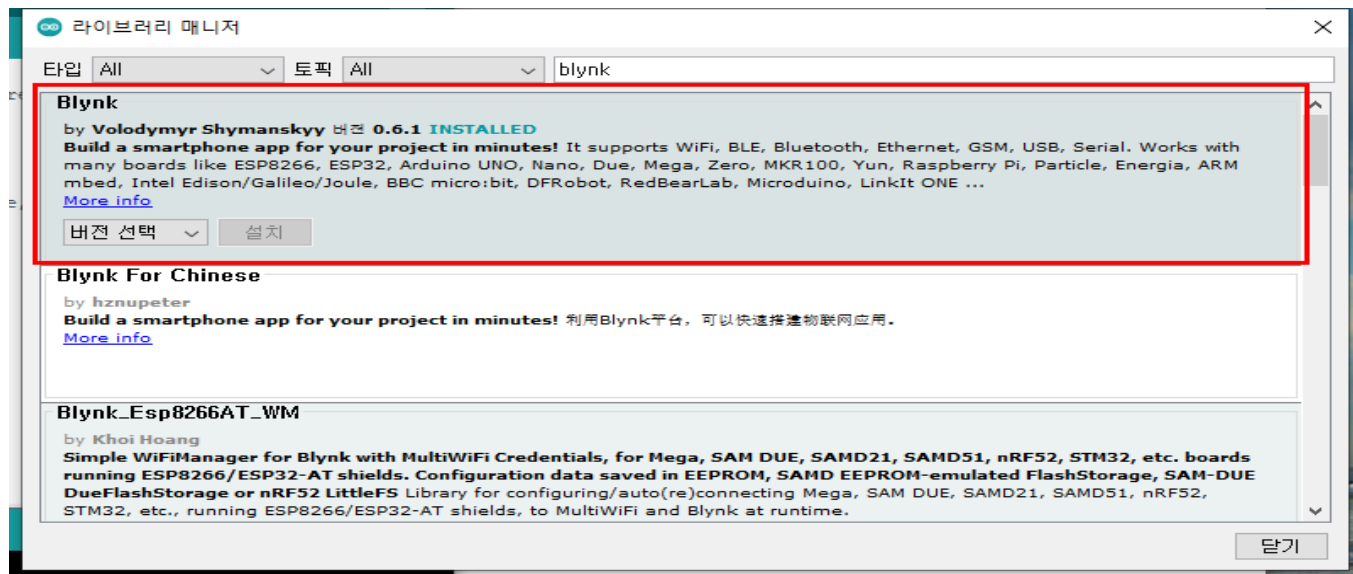 라이브러리 매니저
타입 All 토픽 All blynk
Blynk
by Volodymyr Shymanskyy 버전 0.6.1 INSTALLED
Build a smartphone app for your project in minutes! It supports WiFi, BLE, Bluetooth, Ethernet, GSM, USB, Serial. Works with
many boards like ESP8266, ESP32, Arduino UNO, Nano, Due, Mega, Zero, MKR100, Yun, Raspberry Pi, Particle, Energia, ARM
mbed, Intel Edison/Galileo/Joule, BBC micro:bit, DFRobot, RedBearLab, Microduino, LinkIt ONE ...
More info
버전 선택 설치
Blynk For Chinese
by hznupeter
Build a smartphone app for your project in minutes! 利用Blynk平台，可以快速搭建物联网应用.
More info
Blynk_Esp8266AT_WM
by Khoi Hoang
Simple WiFiManager for Blynk with MultiWiFi Credentials, for Mega, SAM DUE, SAMD21, SAMD51, nRF52, STM32, etc. boards
running ESP8266/ESP32-AT shields. Configuration data saved in EEPROM, SAMD EEPROM-emulated FlashStorage, SAM-DUE
DueFlashStorage or nRF52 LittleFS Library for configuring/auto(re)connecting Mega, SAM DUE, SAMD21, SAMD51, nRF52,
STM32, etc., running ESP8266/ESP32-AT shields, to MultiWiFi and Blynk at runtime.
닫기